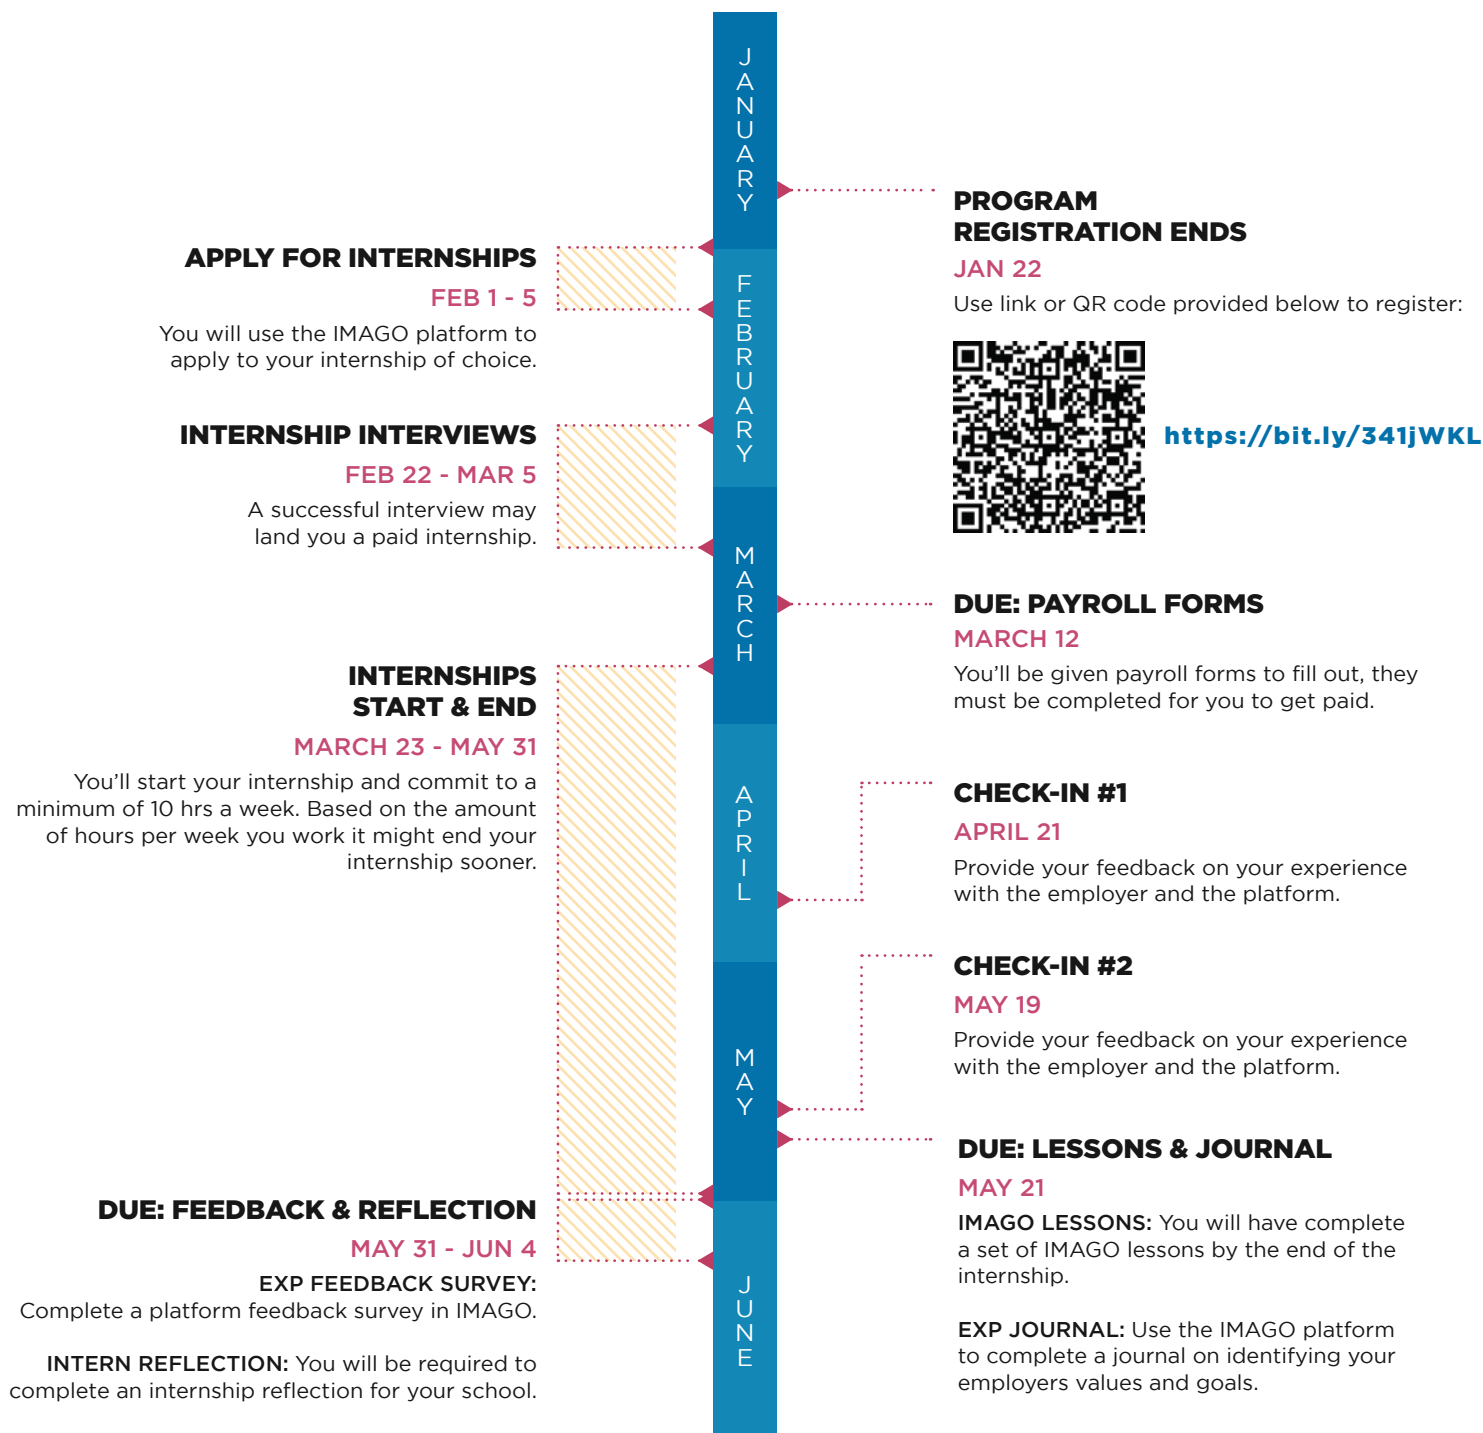 JANUARY
PROGRAM
REGISTRATION ENDS
JAN 22
Use link or QR code provided below to register:
https://bit.ly/341jWKL
APPLY FOR INTERNSHIPS
FEB 1 - 5
You will use the IMAGO platform to
apply to your internship of choice.
FEBRUARY
INTERNSHIP INTERVIEWS
FEB 22 - MAR 5
A successful interview may
land you a paid internship.
MARCH
DUE: PAYROLL FORMS
MARCH 12
You'll be given payroll forms to fill out, they
must be completed for you to get paid.
INTERNSHIPS
START & END
MARCH 23 - MAY 31
You'll start your internship and commit to a
minimum of 10 hrs a week. Based on the amount
of hours per week you work it might end your
internship sooner.
APRIL
CHECK-IN #1
APRIL 21
Provide your feedback on your experience
with the employer and the platform.
MAY
CHECK-IN #2
MAY 19
Provide your feedback on your experience
with the employer and the platform.
DUE: LESSONS & JOURNAL
MAY 21
IMAGO LESSONS: You will have complete
a set of IMAGO lessons by the end of the
internship.
EXP JOURNAL: Use the IMAGO platform
to complete a journal on identifying your
employers values and goals.
DUE: FEEDBACK & REFLECTION
MAY 31 - JUN 4
EXP FEEDBACK SURVEY:
Complete a platform feedback survey in IMAGO.
INTERN REFLECTION: You will be required to
complete an internship reflection for your school.
JUNE